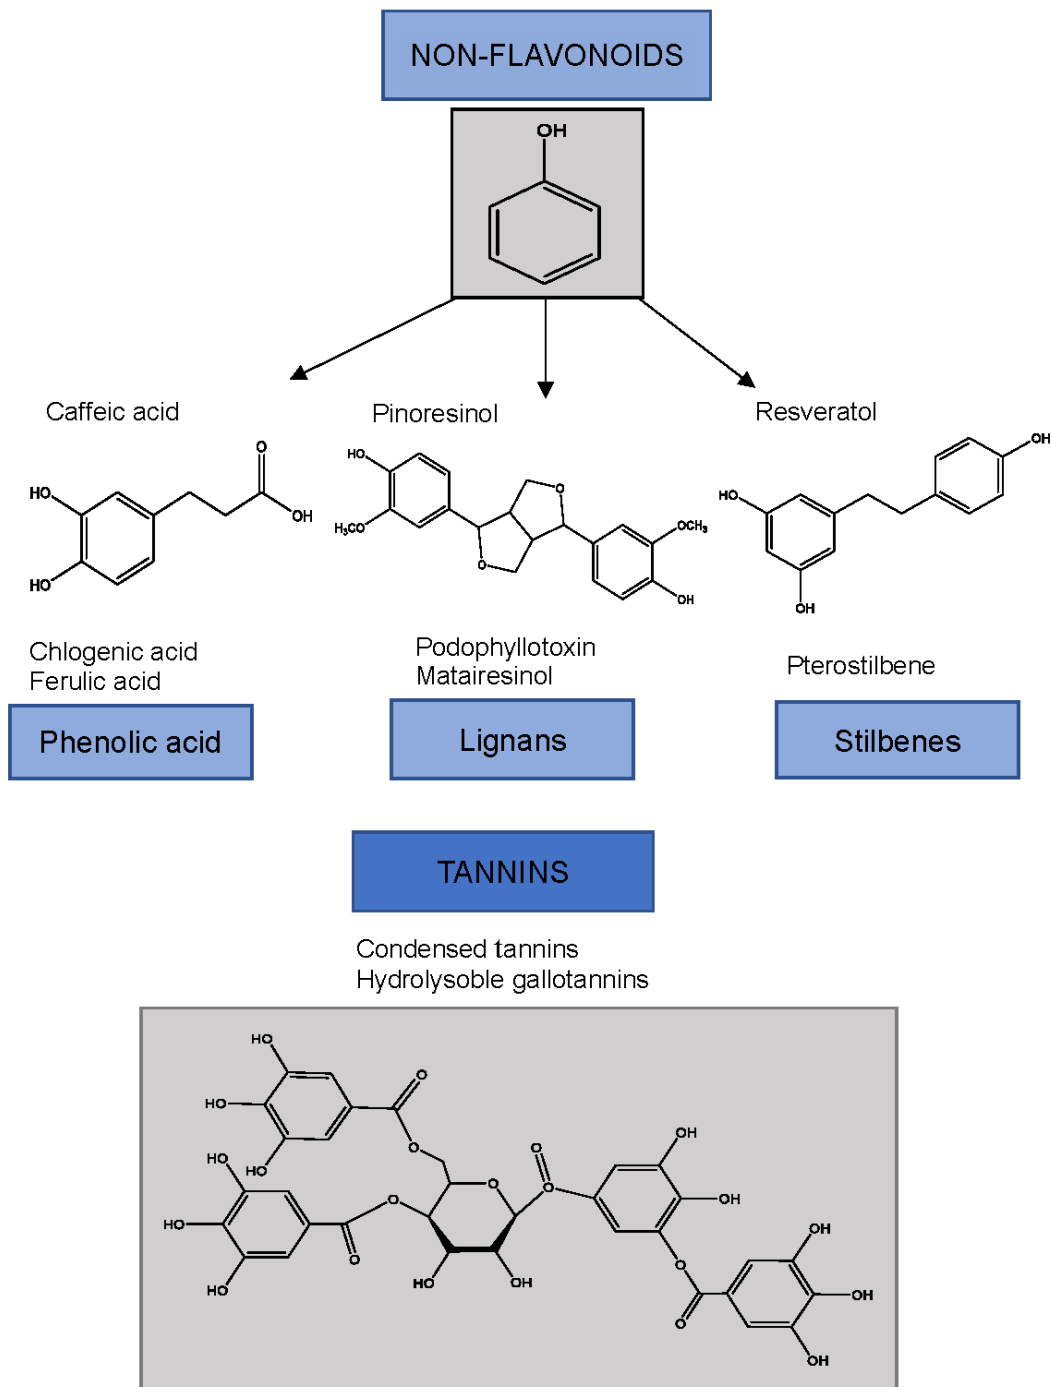 NON-FLAVONOIDS
OH
Caffeic acid
Pinoresinol
Resveratol
O
OH
HO
HO
HO
H₃CO
O
O
OCH₃
OH
OH
HO
OH
Chlogenic acid
Ferulic acid
Podophyllotoxin
Matairesinol
Pterostilbene
Phenolic acid
Lignans
Stilbenes
TANNINS
Condensed tannins
Hydrolysoble gallotannins
HO
O
HO
OH
HO
HO
O
O
O
O
O
OH
HO
O
OH
HO
O
HO
OH
O
OH
O
OH
OH